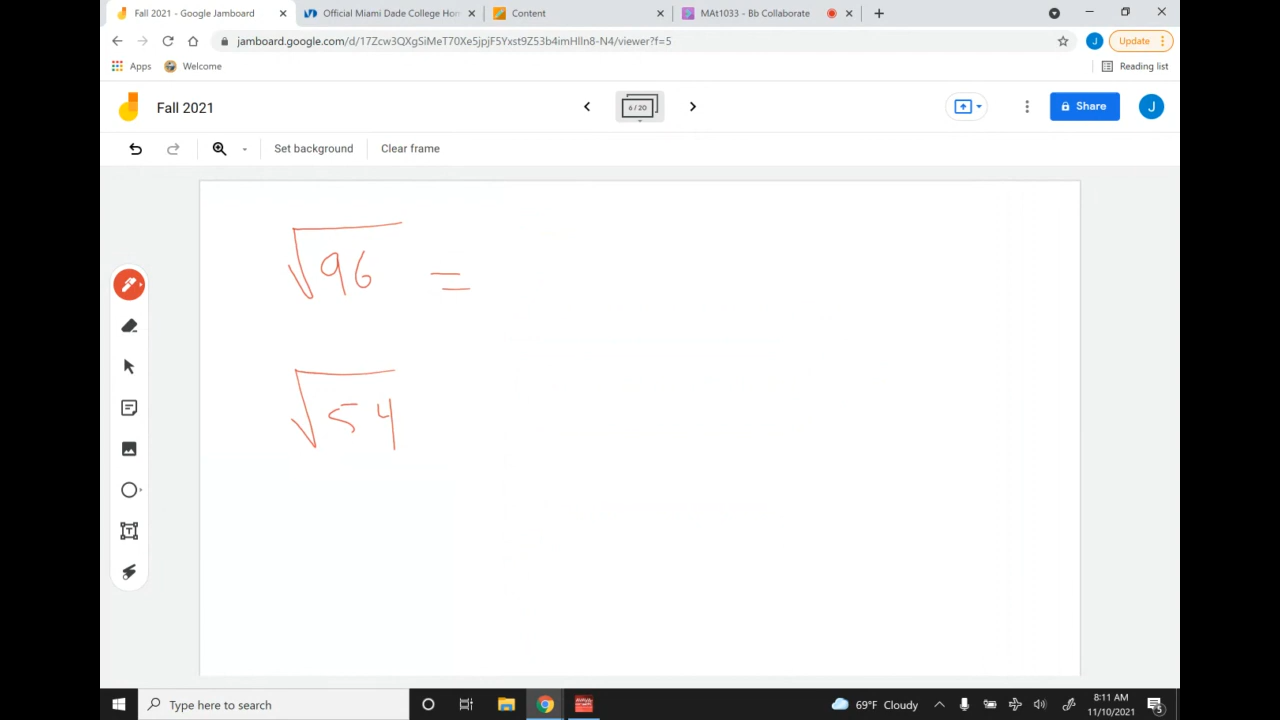 Fall 2021 - Google Jamboard
Official Miami Dade College Hom
Content
MAt1033 - Bb Collaborate
jamboard.google.com/d/17Zcw3QXgSiMeT70Xe5jpjF5Yxst9Z53b4imHlln8-N4/viewer?f=5
J
Update
Apps
Welcome
Reading list
Fall 2021
6 / 20
Share
J
Set background
Clear frame
√96 =
√54
Type here to search
69°F Cloudy
8:11 AM
11/10/2021
5